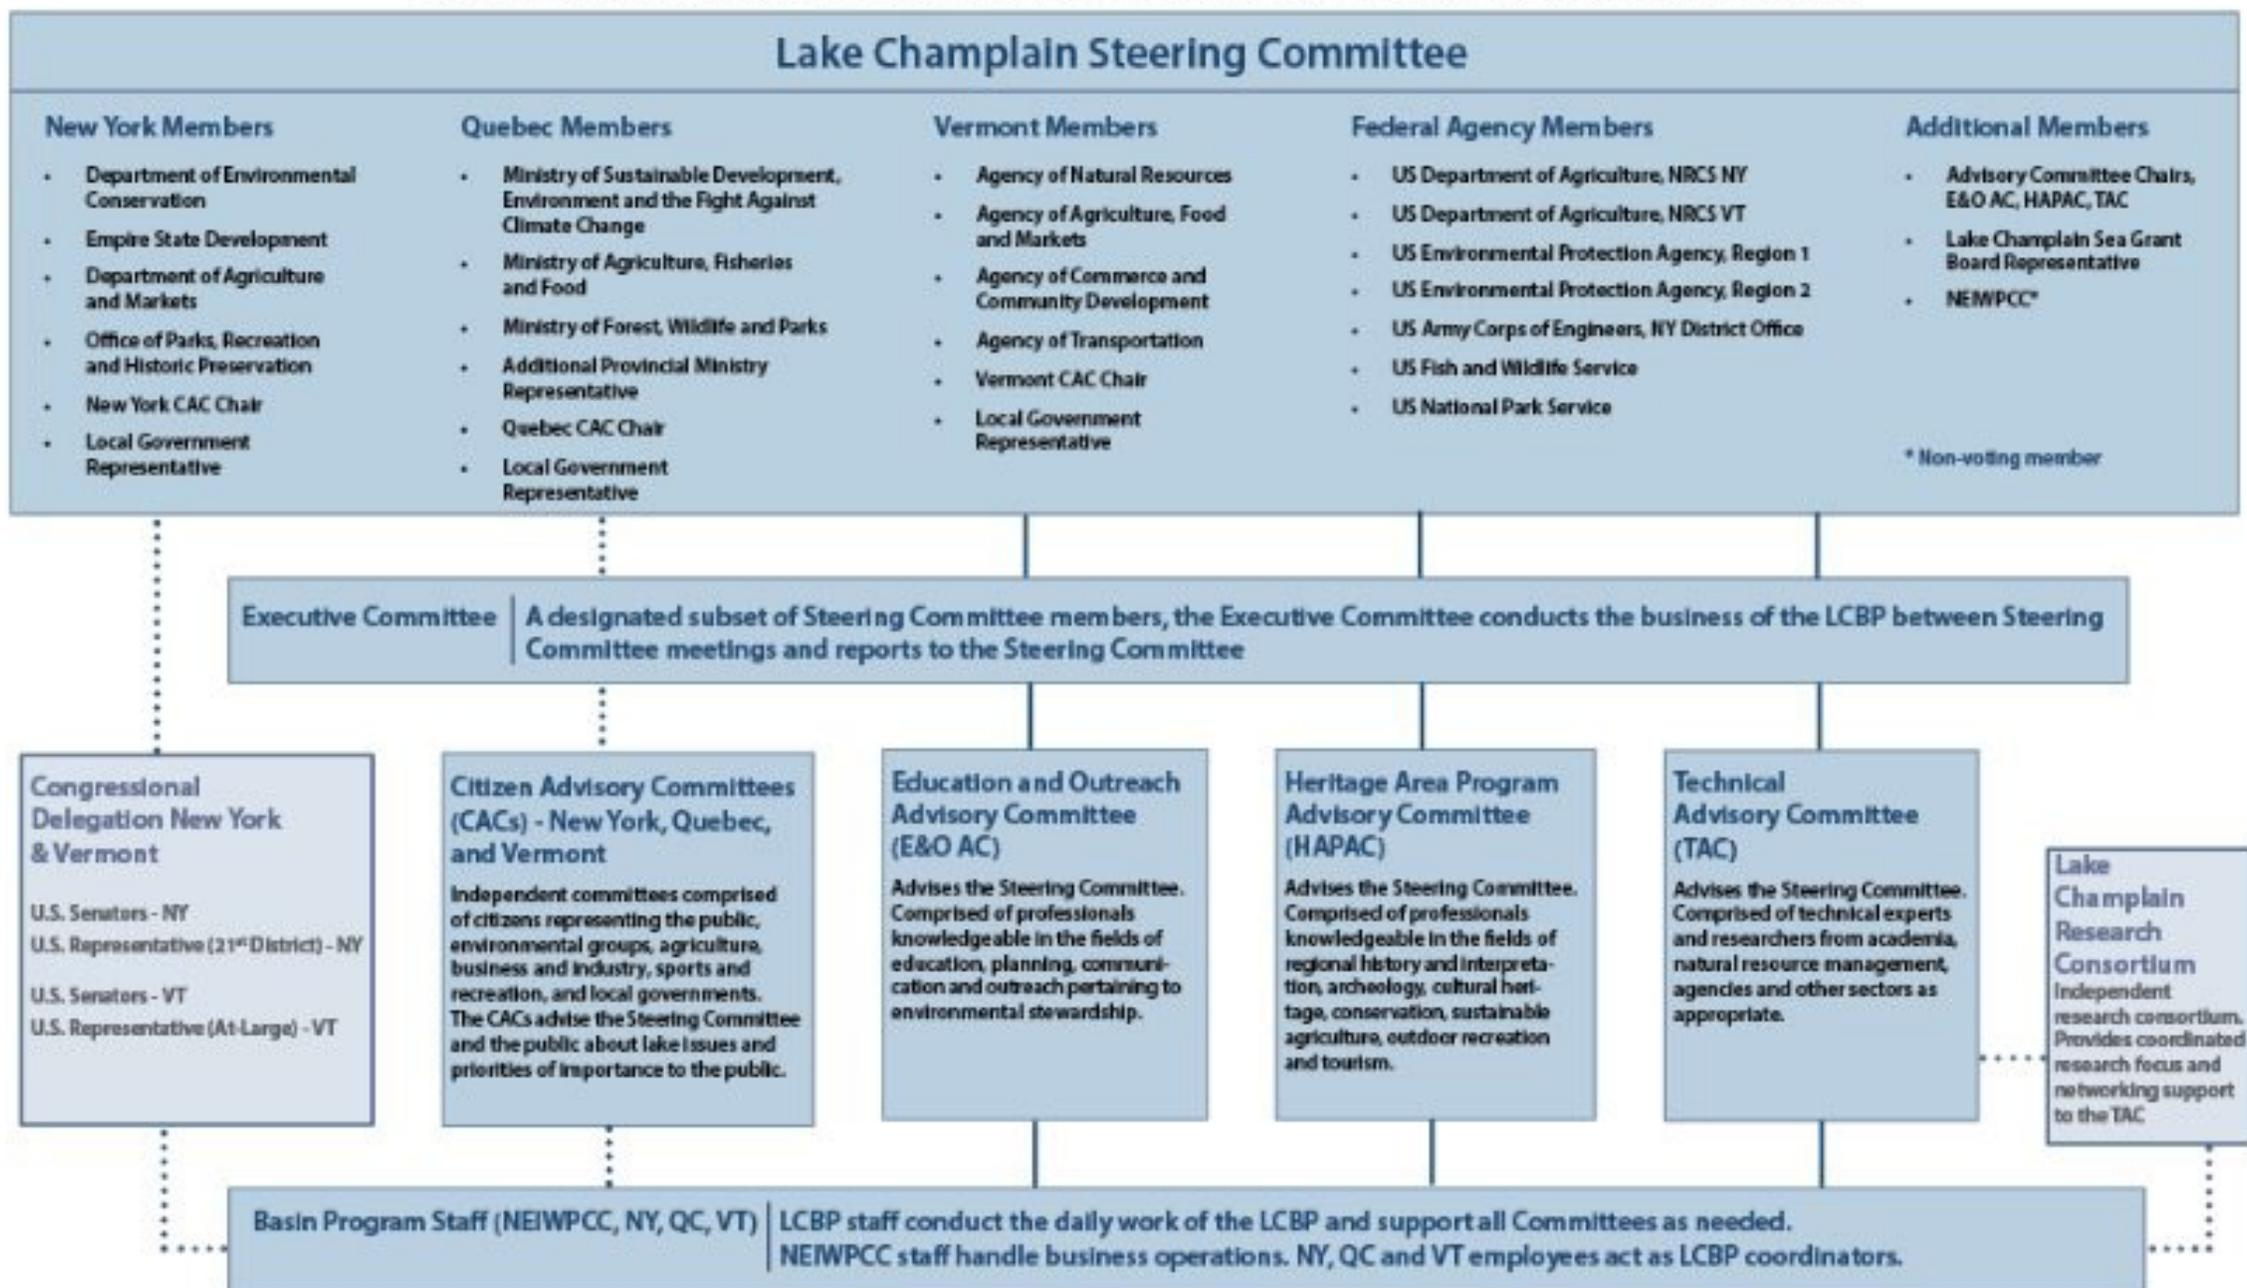 Lake Champlain Steering Committee
New York Members
• Department of Environmental
Conservation
• Empire State Development
• Department of Agriculture
and Markets
• Office of Parks, Recreation
and Historic Preservation
• New York CAC Chair
• Local Government
Representative
Quebec Members
• Ministry of Sustainable Development,
Environment and the Fight Against
Climate Change
• Ministry of Agriculture, Fisheries
and Food
• Ministry of Forest, Wildlife and Parks
• Additional Provincial Ministry
Representative
• Quebec CAC Chair
• Local Government
Representative
Vermont Members
• Agency of Natural Resources
• Agency of Agriculture, Food
and Markets
• Agency of Commerce and
Community Development
• Agency of Transportation
• Vermont CAC Chair
• Local Government
Representative
Federal Agency Members
• US Department of Agriculture, NRCS NY
• US Department of Agriculture, NRCS VT
• US Environmental Protection Agency, Region 1
• US Environmental Protection Agency, Region 2
• US Army Corps of Engineers, NY District Office
• US Fish and Wildlife Service
• US National Park Service
Additional Members
• Advisory Committee Chairs,
E&O AC, HAPAC, TAC
• Lake Champlain Sea Grant
Board Representative
• NEIWPCC*
* Non-voting member
Executive Committee
A designated subset of Steering Committee members, the Executive Committee conducts the business of the LCBP between Steering
Committee meetings and reports to the Steering Committee
Congressional
Delegation New York
& Vermont
U.S. Senators - NY
U.S. Representative (21st District) - NY
U.S. Senators - VT
U.S. Representative (At-Large) - VT
Citizen Advisory Committees
(CACs) - New York, Quebec,
and Vermont
Independent committees comprised
of citizens representing the public,
environmental groups, agriculture,
business and industry, sports and
recreation, and local governments.
The CACs advise the Steering Committee
and the public about lake issues and
priorities of importance to the public.
Education and Outreach
Advisory Committee
(E&O AC)
Advises the Steering Committee.
Comprised of professionals
knowledgeable in the fields of
education, planning, communi-
cation and outreach pertaining to
environmental stewardship.
Heritage Area Program
Advisory Committee
(HAPAC)
Advises the Steering Committee.
Comprised of professionals
knowledgeable in the fields of
regional history and interpreta-
tion, archeology, cultural heri-
tage, conservation, sustainable
agriculture, outdoor recreation
and tourism.
Technical
Advisory Committee
(TAC)
Advises the Steering Committee.
Comprised of technical experts
and researchers from academia,
natural resource management,
agencies and other sectors as
appropriate.
Lake
Champlain
Research
Consortium
Independent
research consortium.
Provides coordinated
research focus and
networking support
to the TAC
Basin Program Staff (NEIWPCC, NY, QC, VT)
LCBP staff conduct the daily work of the LCBP and support all Committees as needed.
NEIWPCC staff handle business operations. NY, QC and VT employees act as LCBP coordinators.